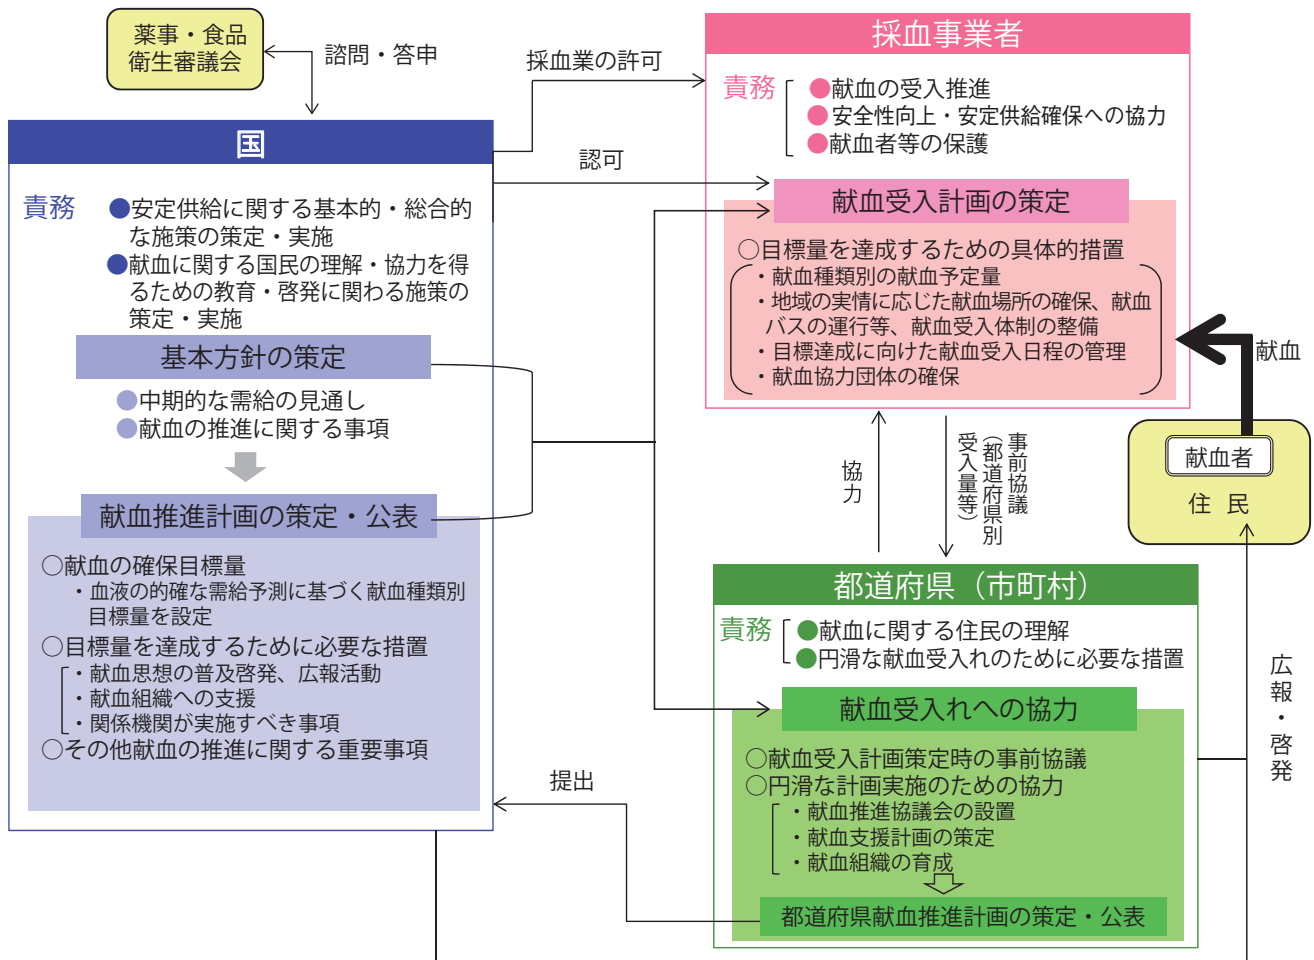 薬事・食品
衛生審議会
諮問・答申
国
責務
●安定供給に関する基本的・総合的
な施策の策定・実施
●献血に関する国民の理解・協力を得
るための教育・啓発に関わる施策の
策定・実施
基本方針の策定
●中期的な需給の見通し
●献血の推進に関する事項
献血推進計画の策定・公表
○献血の確保目標量
・血液の的確な需給予測に基づく献血種類別
目標量を設定
○目標量を達成するために必要な措置
・献血思想の普及啓発、広報活動
・献血組織への支援
・関係機関が実施すべき事項
○その他献血の推進に関する重要事項
採血業の許可
認可
採血事業者
責務
●献血の受入推進
●安全性向上・安定供給確保への協力
●献血者等の保護
献血受入計画の策定
○目標量を達成するための具体的措置
・献血種類別の献血予定量
・地域の実情に応じた献血場所の確保、献血
バスの運行等、献血受入体制の整備
・目標達成に向けた献血受入日程の管理
・献血協力団体の確保
献血
献血者
住 民
協力
事前協議
（都道府県別
受入量等）
都道府県（市町村）
責務
●献血に関する住民の理解
●円滑な献血受入れのために必要な措置
献血受入れへの協力
○献血受入計画策定時の事前協議
○円滑な計画実施のための協力
・献血推進協議会の設置
・献血支援計画の策定
・献血組織の育成
都道府県献血推進計画の策定・公表
提出
広報・啓発